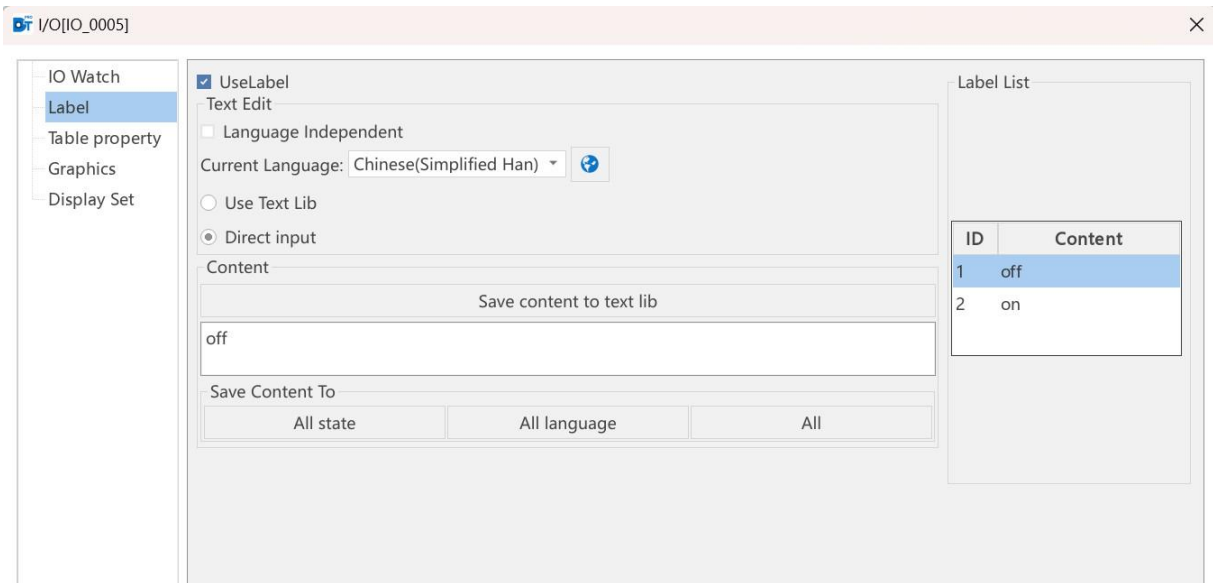 DT PRO I/O[IO_0005]
IO Watch
Label
Table property
Graphics
Display Set
UseLabel
Text Edit
Language Independent
Current Language: Chinese(Simplified Han)
Use Text Lib
Direct input
Content
Save content to text lib
off
Save Content To
All state All language All
Label List
ID Content
1 off
2 on